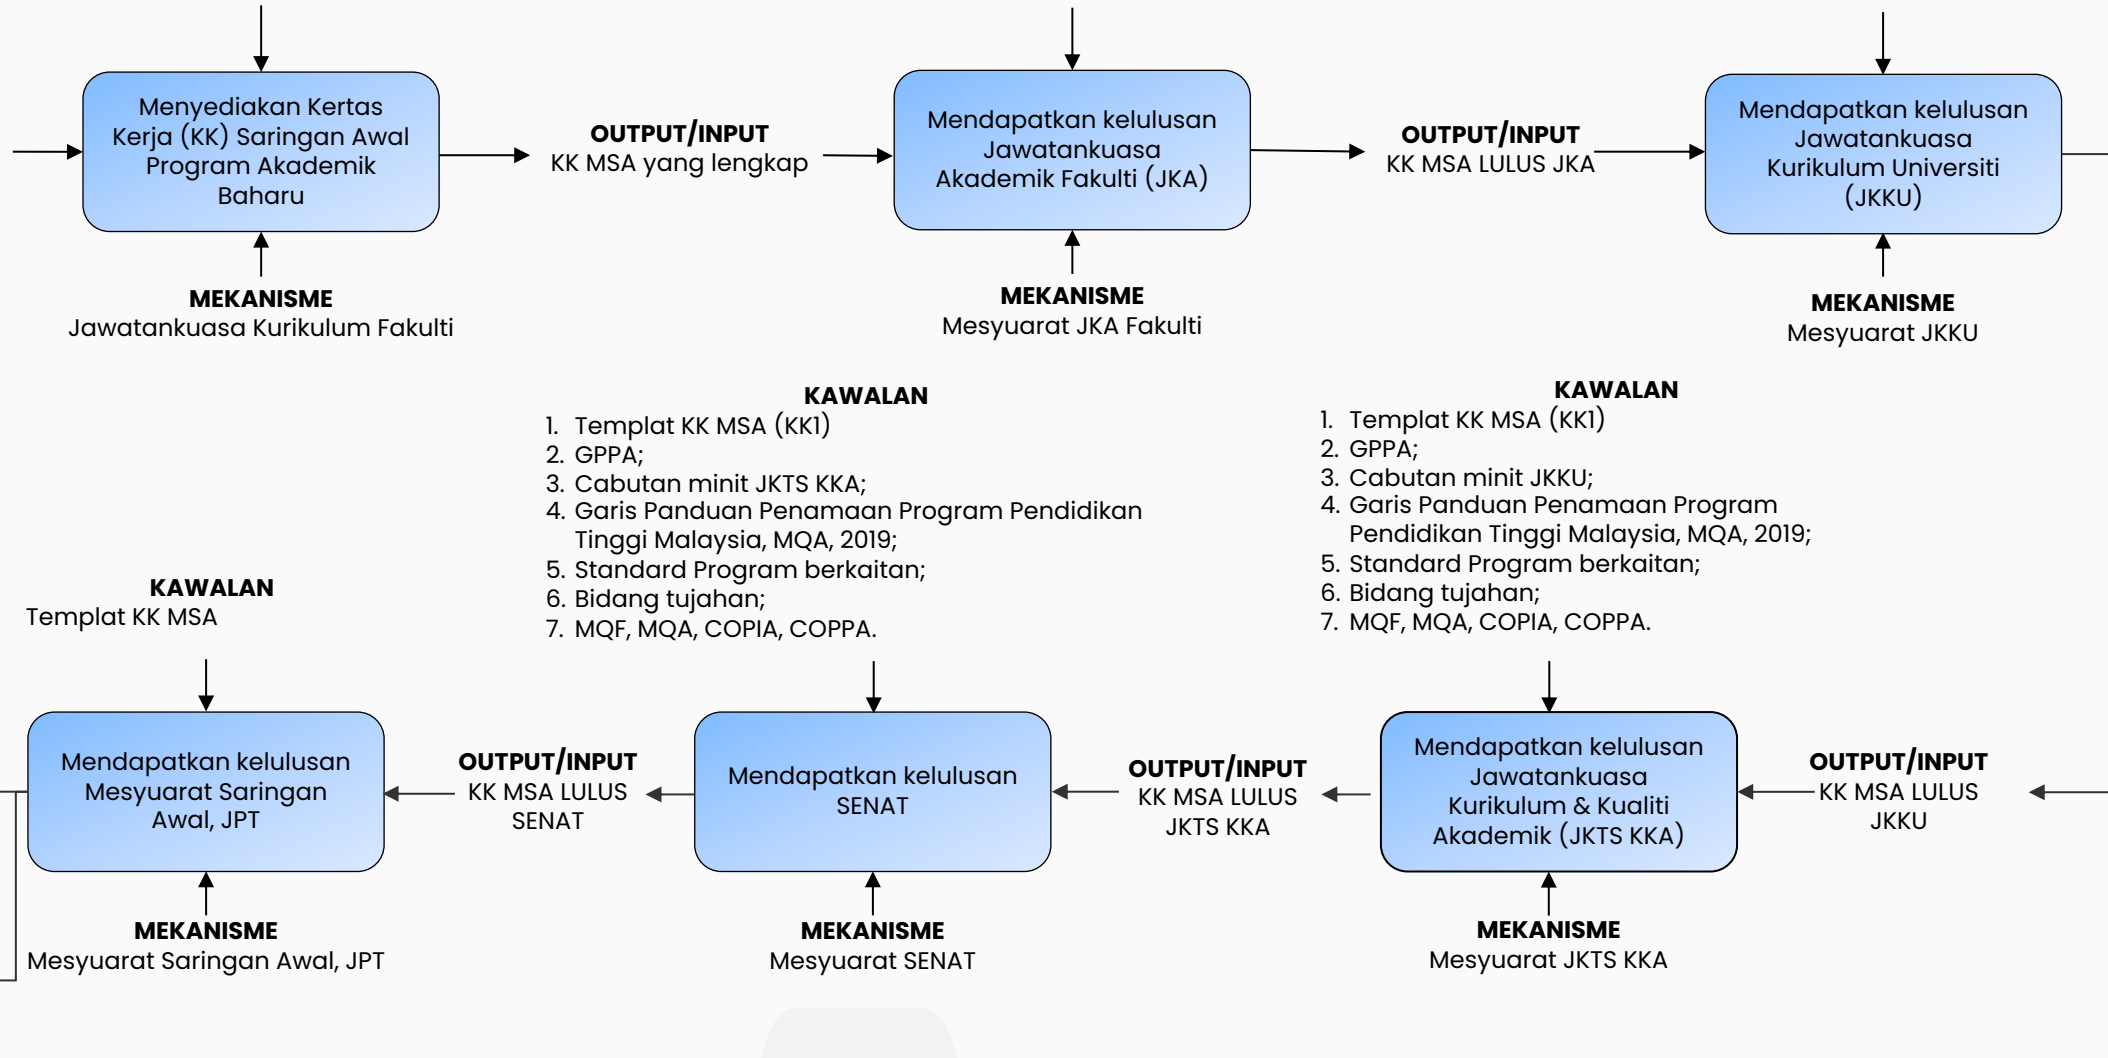 Menyediakan Kertas
Kerja (KK) Saringan Awal
Program Akademik
Baharu
OUTPUT/INPUT
KK MSA yang lengkap
Mendapatkan kelulusan
Jawatankuasa
Akademik Fakulti (JKA)
OUTPUT/INPUT
KK MSA LULUS JKA
Mendapatkan kelulusan
Jawatankuasa
Kurikulum Universiti
(JKKU)
MEKANISME
Jawatankuasa Kurikulum Fakulti
MEKANISME
Mesyuarat JKA Fakulti
MEKANISME
Mesyuarat JKKU
KAWALAN
Templat KK MSA
KAWALAN
1. Templat KK MSA (KK1)
2. GPPA;
3. Cabutan minit JKTS KKA;
4. Garis Panduan Penamaan Program Pendidikan
Tinggi Malaysia, MQA, 2019;
5. Standard Program berkaitan;
6. Bidang tujahan;
7. MQF, MQA, COPIA, COPPA.
KAWALAN
1. Templat KK MSA (KK1)
2. GPPA;
3. Cabutan minit JKKU;
4. Garis Panduan Penamaan Program
Pendidikan Tinggi Malaysia, MQA, 2019;
5. Standard Program berkaitan;
6. Bidang tujahan;
7. MQF, MQA, COPIA, COPPA.
Mendapatkan kelulusan
Mesyuarat Saringan
Awal, JPT
OUTPUT/INPUT
KK MSA LULUS
SENAT
Mendapatkan kelulusan
SENAT
OUTPUT/INPUT
KK MSA LULUS
JKTS KKA
Mendapatkan kelulusan
Jawatankuasa
Kurikulum & Kualiti
Akademik (JKTS KKA)
OUTPUT/INPUT
KK MSA LULUS
JKKU
MEKANISME
Mesyuarat Saringan Awal, JPT
MEKANISME
Mesyuarat SENAT
MEKANISME
Mesyuarat JKTS KKA